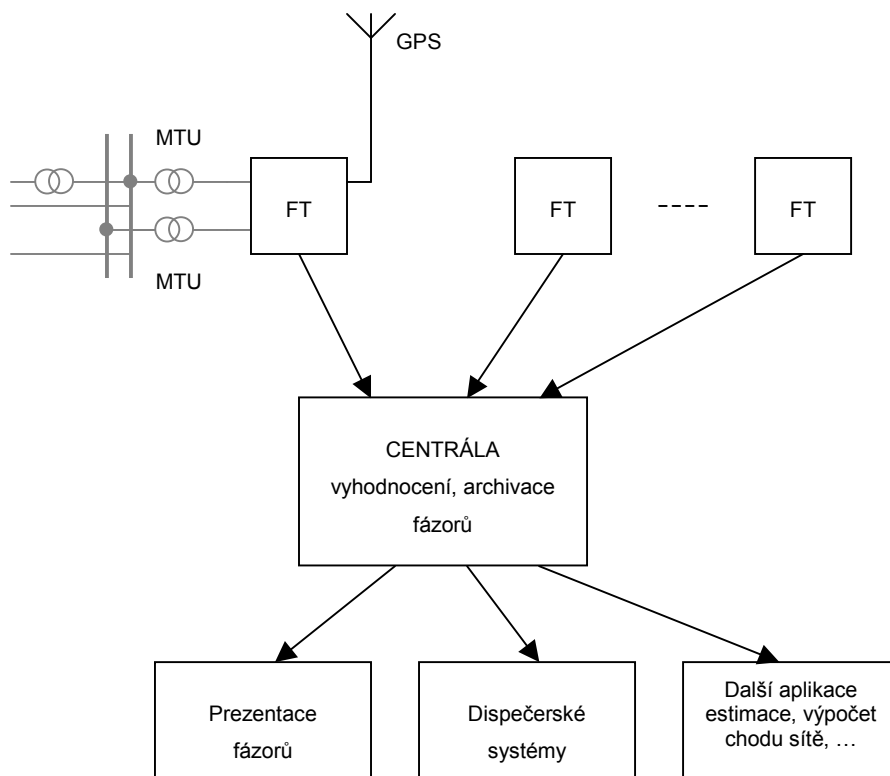 GPS
MTU
FT
FT
FT
MTU
CENTRÁLA
vyhodnocení, archivace
fázorů
Prezentace
fázorů
Dispečerské
systémy
Další aplikace
estimace, výpočet
chodu sítě, …